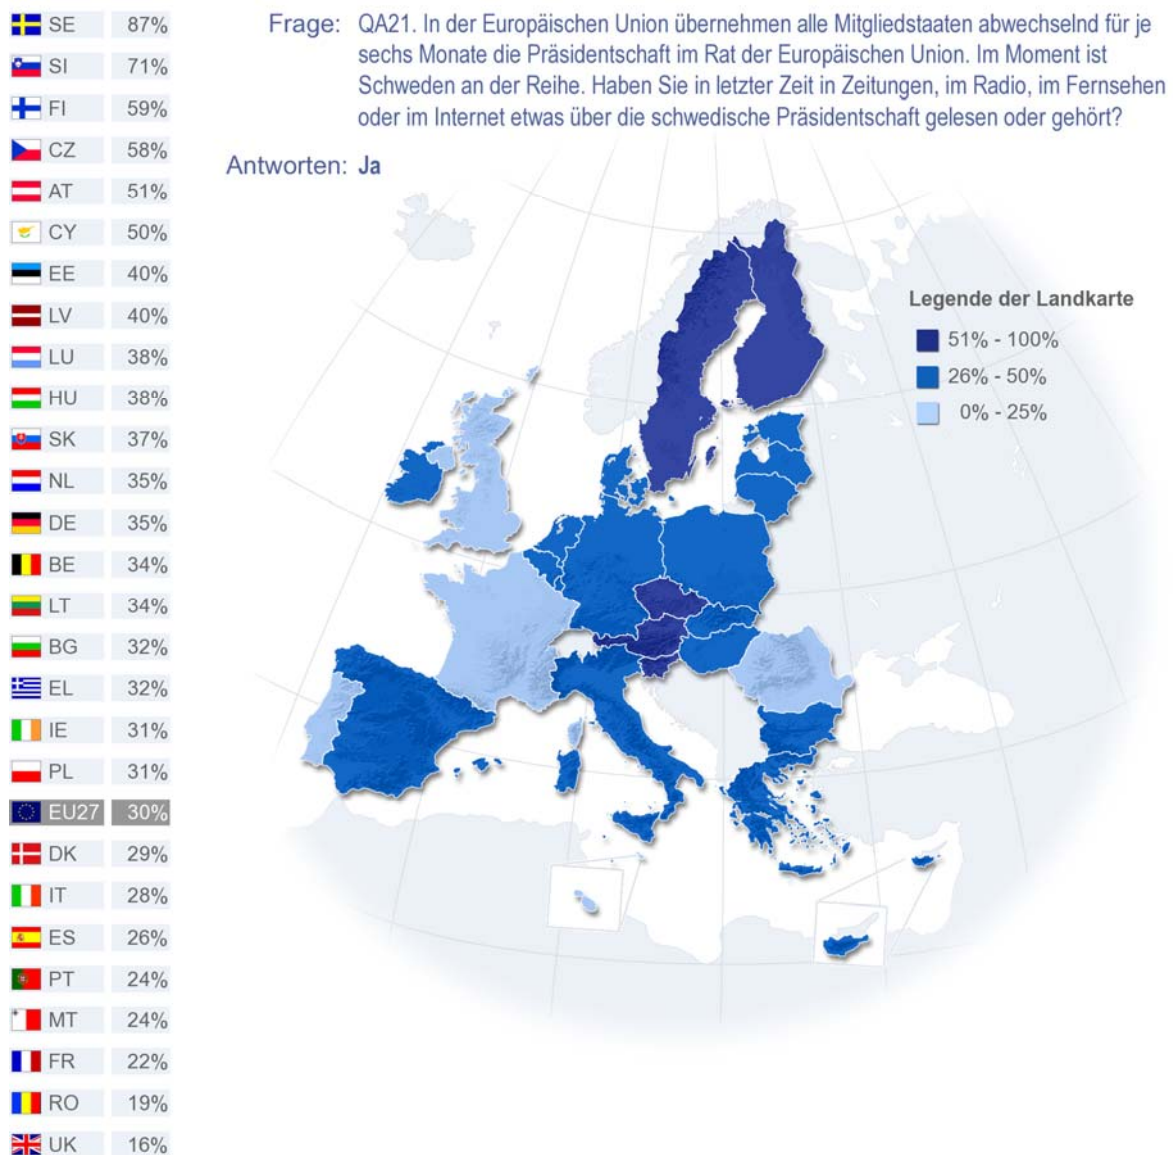 SE 87%
SI 71%
FI 59%
CZ 58%
AT 51%
CY 50%
EE 40%
LV 40%
LU 38%
HU 38%
SK 37%
NL 35%
DE 35%
BE 34%
LT 34%
BG 32%
EL 32%
IE 31%
PL 31%
EU27 30%
DK 29%
IT 28%
ES 26%
PT 24%
MT 24%
FR 22%
RO 19%
UK 16%
Frage: QA21. In der Europäischen Union übernehmen alle Mitgliedstaaten abwechselnd für je
sechs Monate die Präsidentschaft im Rat der Europäischen Union. Im Moment ist
Schweden an der Reihe. Haben Sie in letzter Zeit in Zeitungen, im Radio, im Fernsehen
oder im Internet etwas über die schwedische Präsidentschaft gelesen oder gehört?
Antworten: Ja
Legende der Landkarte
51% - 100%
26% - 50%
0% - 25%